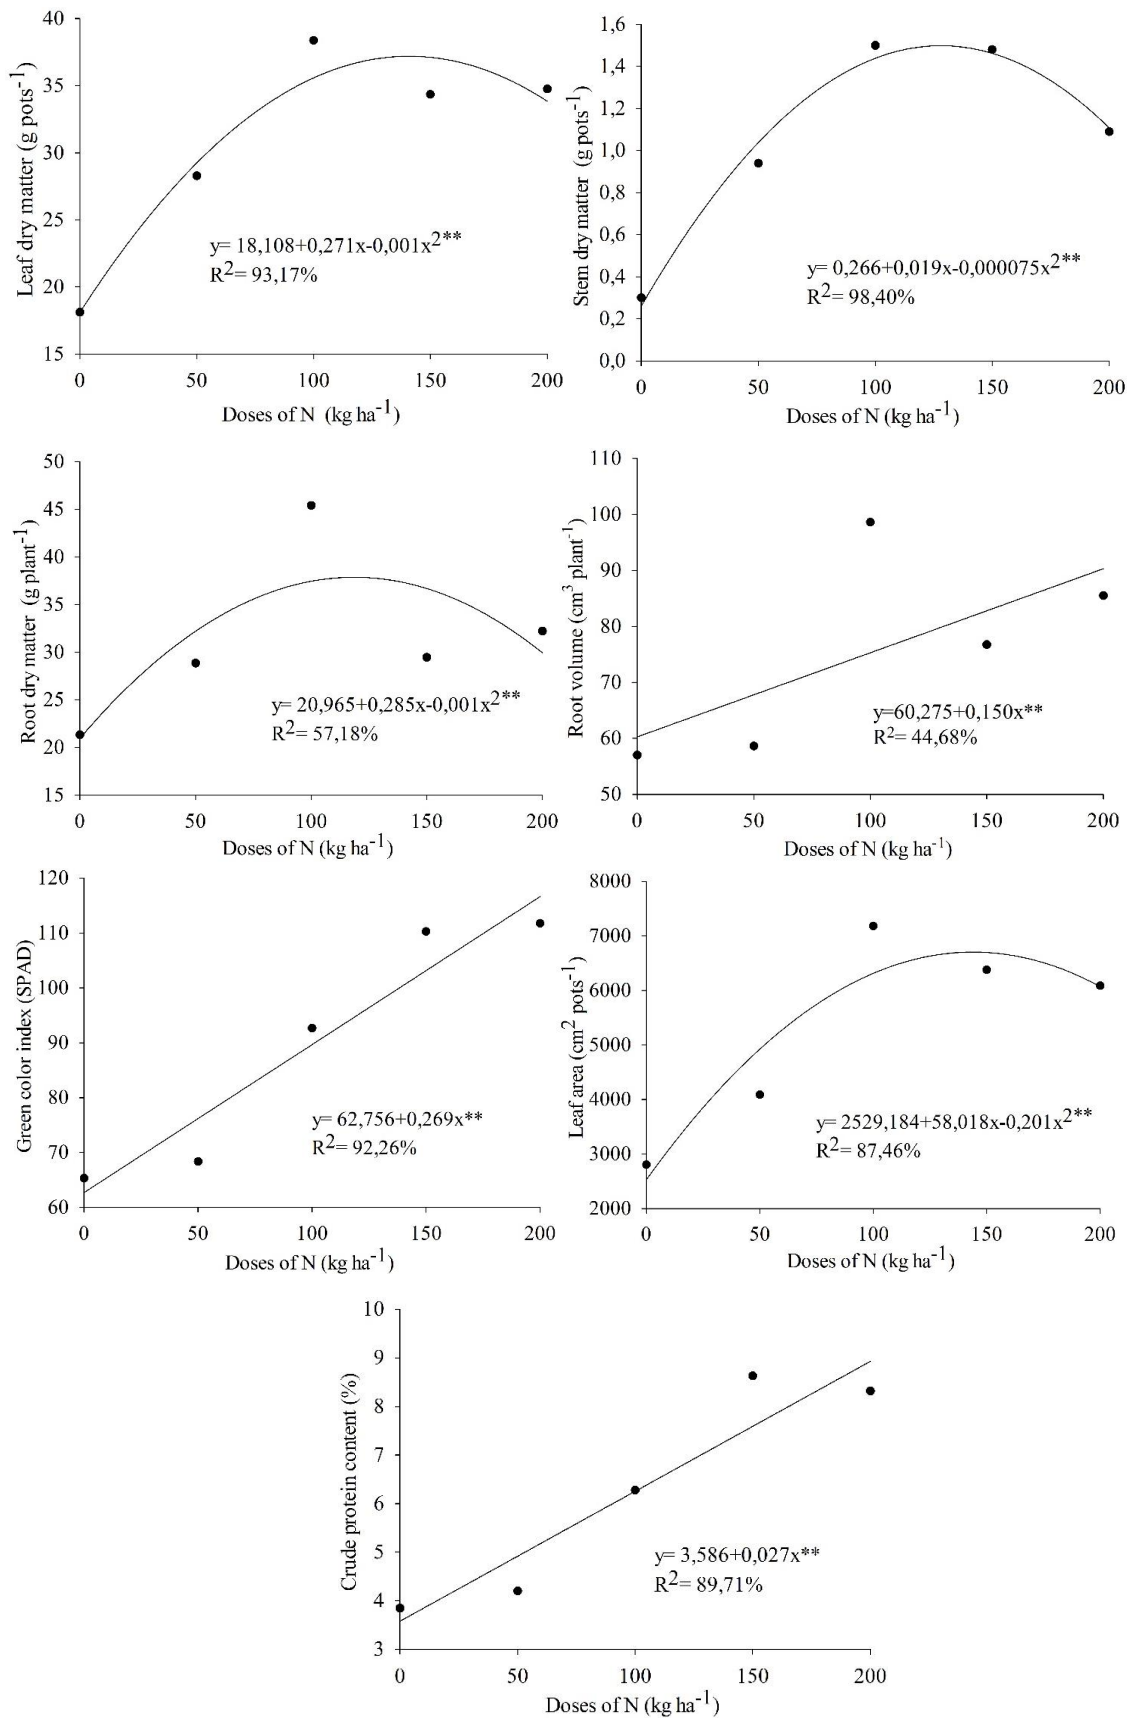 Leaf dry matter (g pots-1)
40
35
30
25
20
15
y= 18,108+0,271x-0,001x2**
R2= 93,17%
0 50 100 150 200
Doses of N (kg ha-1)
Stem dry matter (g pots-1)
1,6
1,4
1,2
1,0
0,8
0,6
0,4
0,2
0,0
y= 0,266+0,019x-0,000075x2**
R2= 98,40%
0 50 100 150 200
Doses of N (kg ha-1)
Root dry matter (g plant-1)
50
45
40
35
30
25
20
15
y= 20,965+0,285x-0,001x2**
R2= 57,18%
0 50 100 150 200
Doses of N (kg ha-1)
Root volume (cm3 plant-1)
110
100
90
80
70
60
50
y=60,275+0,150x**
R2= 44,68%
0 50 100 150 200
Doses of N (kg ha-1)
Green color index (SPAD)
120
110
100
90
80
70
60
y= 62,756+0,269x**
R2= 92,26%
0 50 100 150 200
Doses of N (kg ha-1)
Leaf area (cm2 pots-1)
8000
7000
6000
5000
4000
3000
2000
y= 2529,184+58,018x-0,201x2**
R2= 87,46%
0 50 100 150 200
Doses of N (kg ha-1)
Crude protein content (%)
10
9
8
7
6
5
4
3
y= 3,586+0,027x**
R2= 89,71%
0 50 100 150 200
Doses of N (kg ha-1)